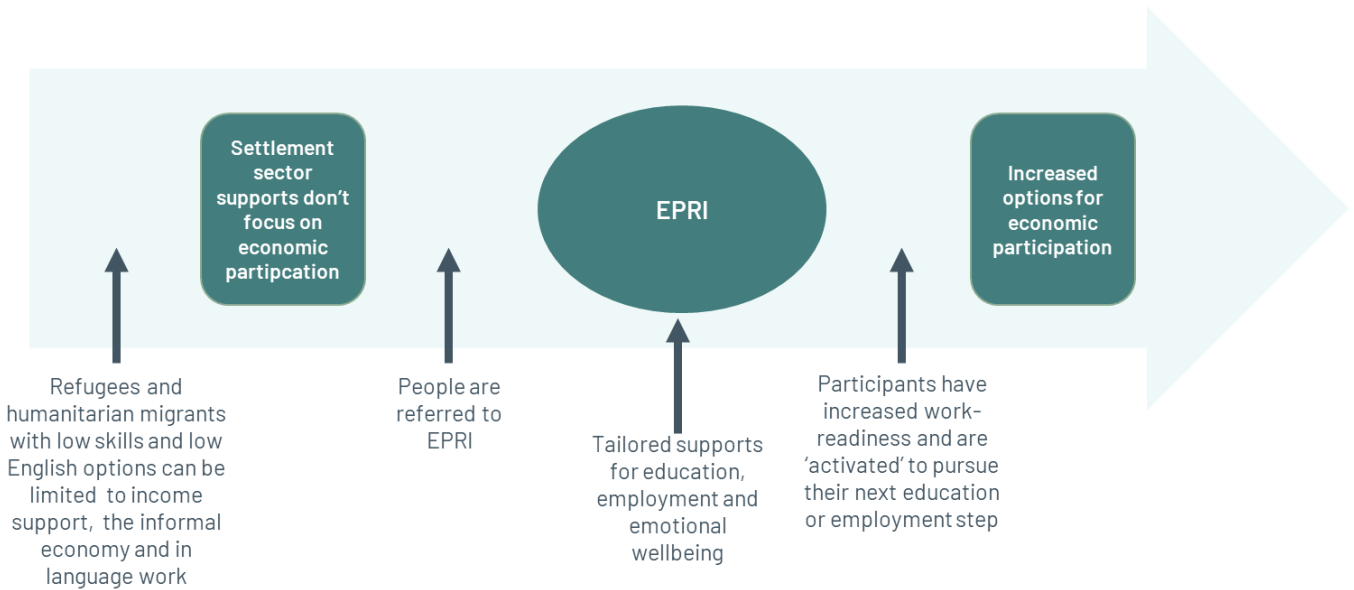 Settlement
sector
supports don't
focus on
economic
partipcation
EPRI
Increased
options for
economic
participation
Refugees and
humanitarian migrants
with low skills and low
English options can be
limited to income
support, the informal
economy and in
language work
People are
referred to
EPRI
Tailored supports
for education,
employment and
emotional
wellbeing
Participants have
increased work-
readiness and are
‘activated’ to pursue
their next education
or employment step